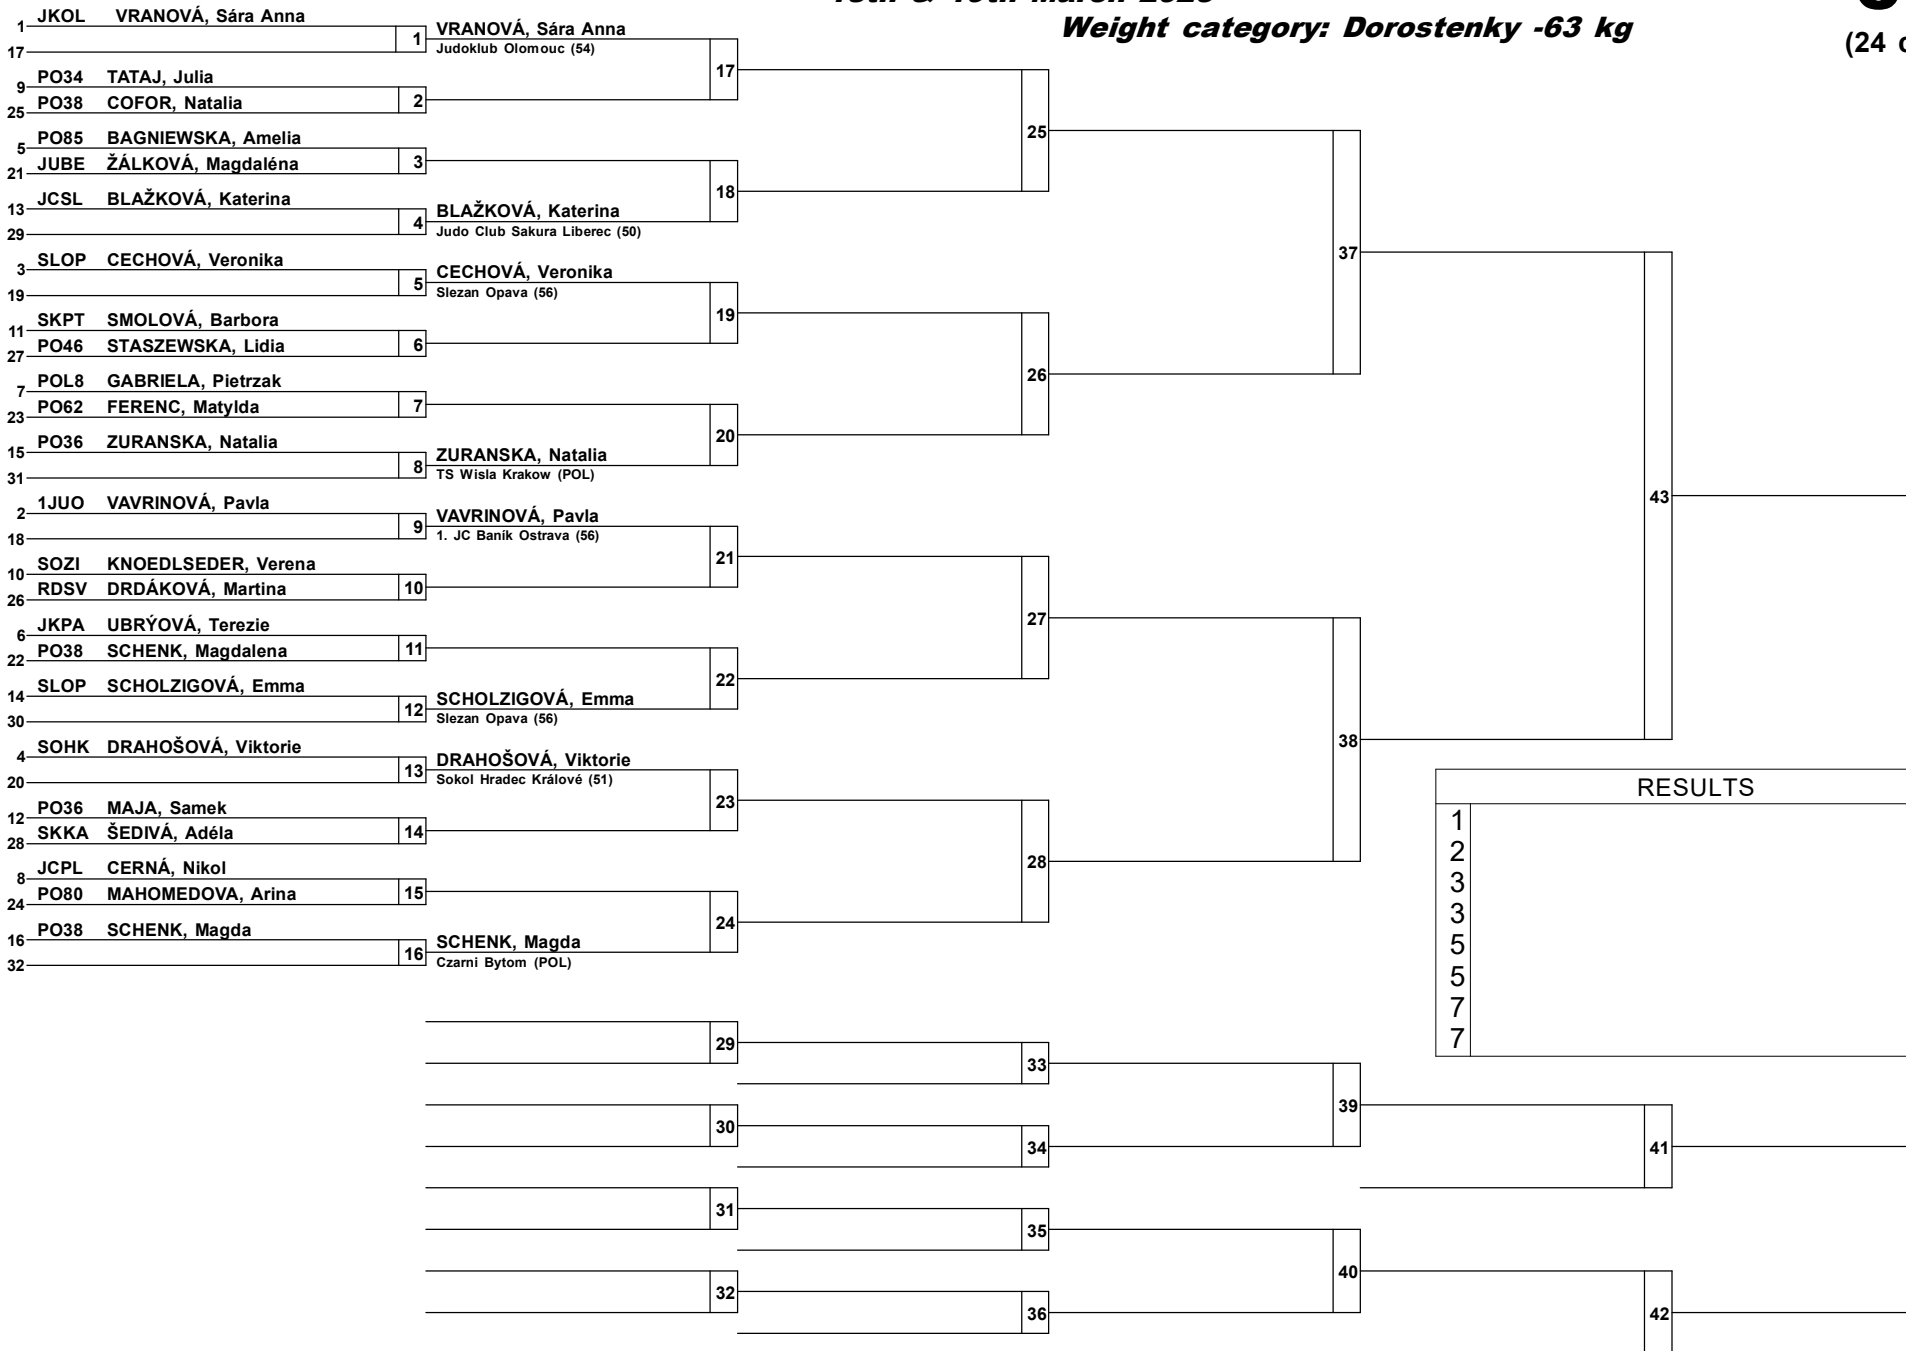 Weight category: Dorostenky -63 kg
(24
1 JKOL VRANOVÁ, Sára Anna
17
1 VRANOVÁ, Sára Anna
Judoklub Olomouc (54)
9 PO34 TATAJ, Julia
25 PO38 COFOR, Natalia
2
17
5 PO85 BAGNIEWSKA, Amelia
21 JUBE ŽÁLKOVÁ, Magdaléna
3
13 JCSL BLAŽKOVÁ, Katerina
29
4 BLAŽKOVÁ, Katerina
Judo Club Sakura Liberec (50)
18
25
3 SLOP CECHOVÁ, Veronika
19
5 CECHOVÁ, Veronika
Slezan Opava (56)
11 SKPT SMOLOVÁ, Barbora
27 PO46 STASZEWSKA, Lidia
6
19
7 POL8 GABRIELA, Pietrzak
23 PO62 FERENC, Matylda
7
15 PO36 ZURANSKA, Natalia
31
8 ZURANSKA, Natalia
TS Wisla Krakow (POL)
20
26
37
2 1JUO VAVRINOVÁ, Pavla
18
9 VAVRINOVÁ, Pavla
1. JC Baník Ostrava (56)
10 SOZI KNOEDLSEDER, Verena
26 RDSV DRDÁKOVÁ, Martina
10
21
6 JKPA UBRÝOVÁ, Terezie
22 PO38 SCHENK, Magdalena
11
14 SLOP SCHOLZIGOVÁ, Emma
30
12 SCHOLZIGOVÁ, Emma
Slezan Opava (56)
22
27
4 SOHK DRAHOŠOVÁ, Viktorie
20
13 DRAHOŠOVÁ, Viktorie
Sokol Hradec Králové (51)
12 PO36 MAJA, Samek
28 SKKA ŠEDIVÁ, Adéla
14
23
8 JCPL CERNÁ, Nikol
24 PO80 MAHOMEDOVA, Arina
15
16 PO38 SCHENK, Magda
32
16 SCHENK, Magda
Czarni Bytom (POL)
24
28
38
43
RESULTS
1
2
3
3
5
5
7
7
29
33
30
34
39
41
31
35
32
36
40
42